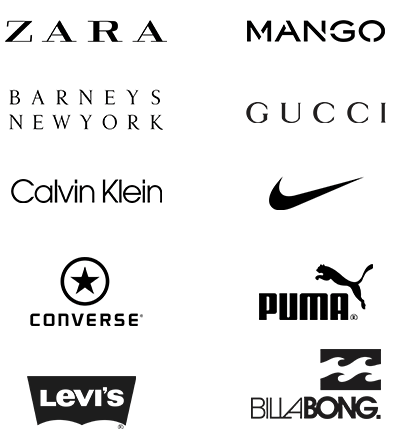 ZARA
MANGO
BARNEYS
NEWYORK
GUCCI
Calvin Klein
CONVERSE®
PUMA®
LEVI'S®
BILLABONG.